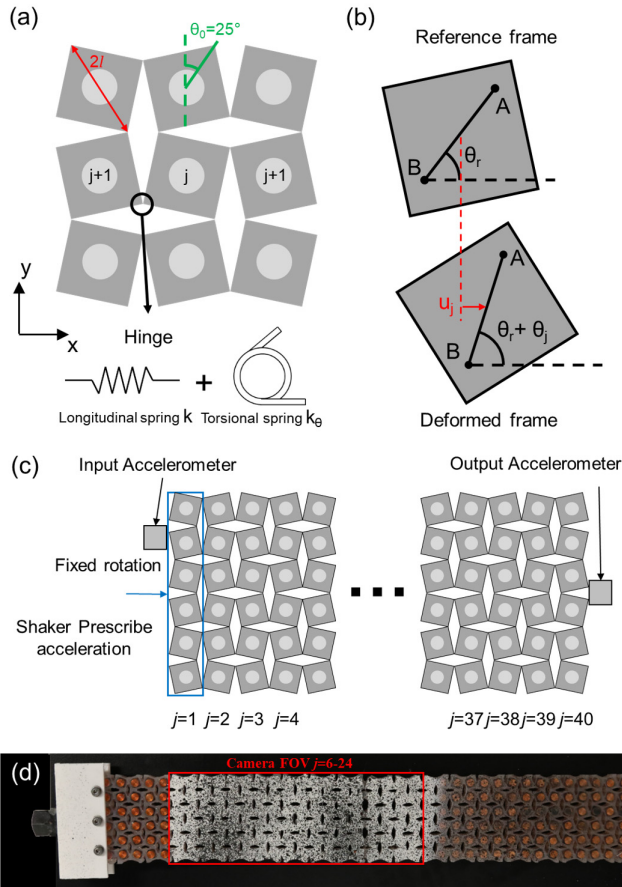 (a)
θ₀=25°
2l
j+1
j
j+1
y
x
Hinge
+
Longitudinal spring k
Torsional spring kθ
(b)
Reference frame
A
B
θr
A
uj
B
θr+ θj
Deformed frame
(c)
Input Accelerometer
Output Accelerometer
Fixed rotation
Shaker Prescribe
acceleration
j=1 j=2 j=3 j=4
j=37 j=38 j=39 j=40
(d)
Camera FOV j=6-24